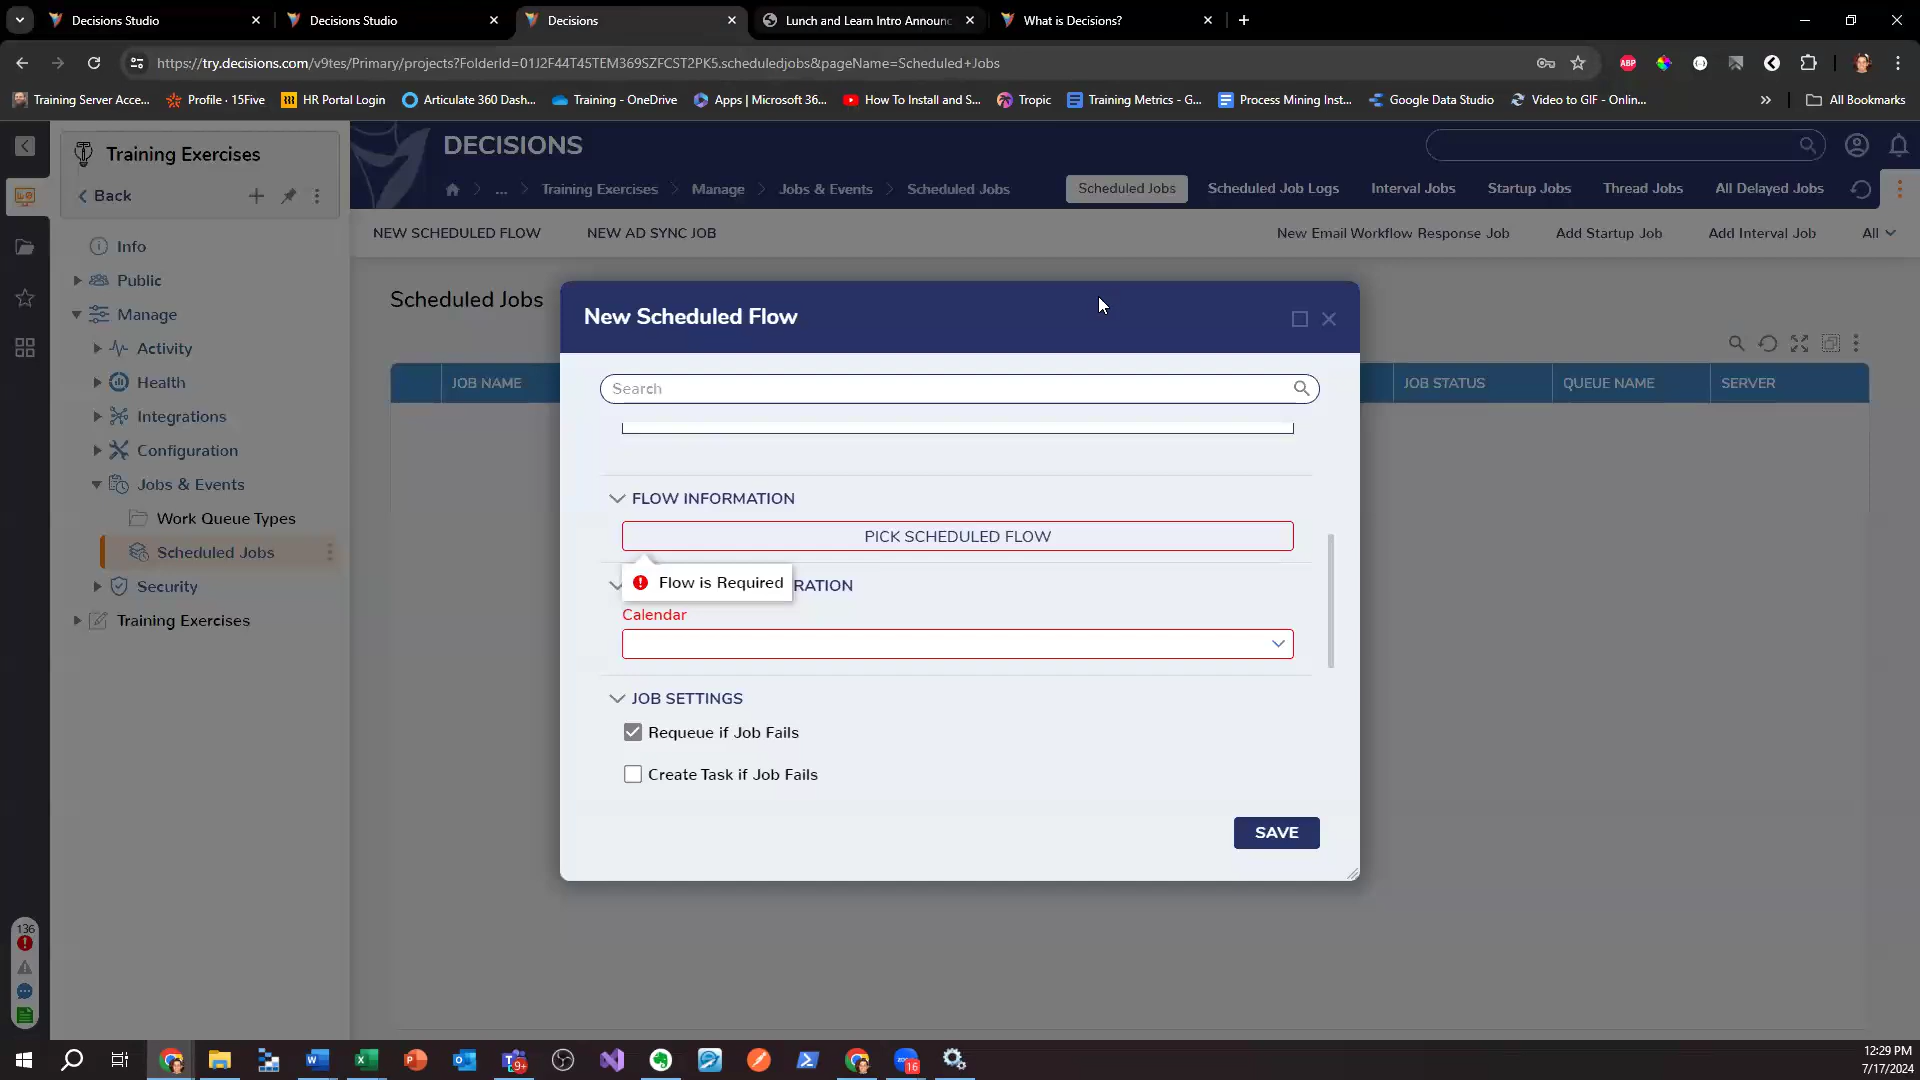 Decisions Studio
Decisions Studio
Decisions
Lunch and Learn Intro Announc
What is Decisions?
https://try.decisions.com/v9tes/Primary/projects?FolderId=01J2F44T45TEM369SZFCST2PK5.scheduledjobs&pageName=Scheduled+Jobs
ABP
Training Server Acce...
Profile · 15Five
HR Portal Login
Articulate 360 Dash...
Training - OneDrive
Apps | Microsoft 36...
How To Install and S...
Tropic
Training Metrics - G...
Process Mining Inst...
Google Data Studio
Video to GIF - Onlin...
All Bookmarks
Training Exercises
Back
Info
Public
Manage
Activity
Health
Integrations
Configuration
Jobs & Events
Work Queue Types
Scheduled Jobs
Security
Training Exercises
136
DECISIONS
... Training Exercises Manage Jobs & Events Scheduled Jobs
Scheduled Jobs Scheduled Job Logs Interval Jobs Startup Jobs Thread Jobs All Delayed Jobs
NEW SCHEDULED FLOW NEW AD SYNC JOB
New Email Workflow Response Job Add Startup Job Add Interval Job All
Scheduled Jobs
JOB NAME
JOB STATUS QUEUE NAME SERVER
New Scheduled Flow
Search
FLOW INFORMATION
PICK SCHEDULED FLOW
Flow is Required
RATION
Calendar
JOB SETTINGS
Requeue if Job Fails
Create Task if Job Fails
SAVE
9+
16
12:29 PM
7/17/2024